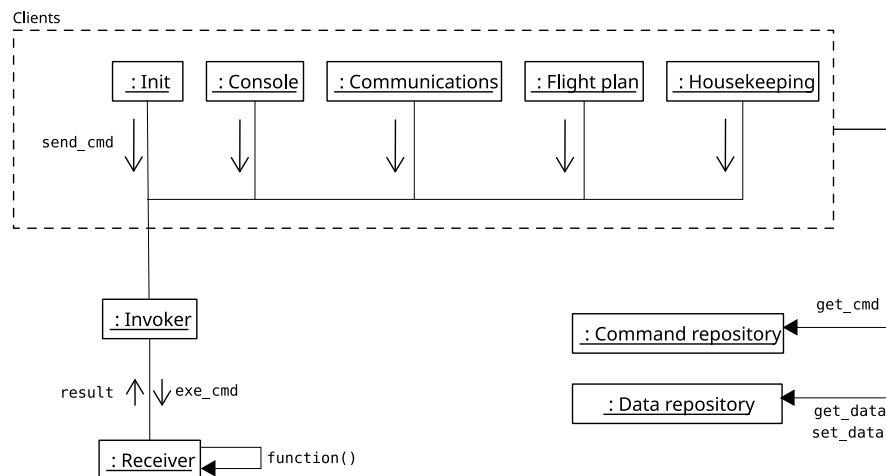 Clients
: Init
: Console
: Communications
: Flight plan
: Housekeeping
send_cmd
: Invoker
get_cmd
: Command repository
result
exe_cmd
: Data repository
get_data
set_data
: Receiver
function()